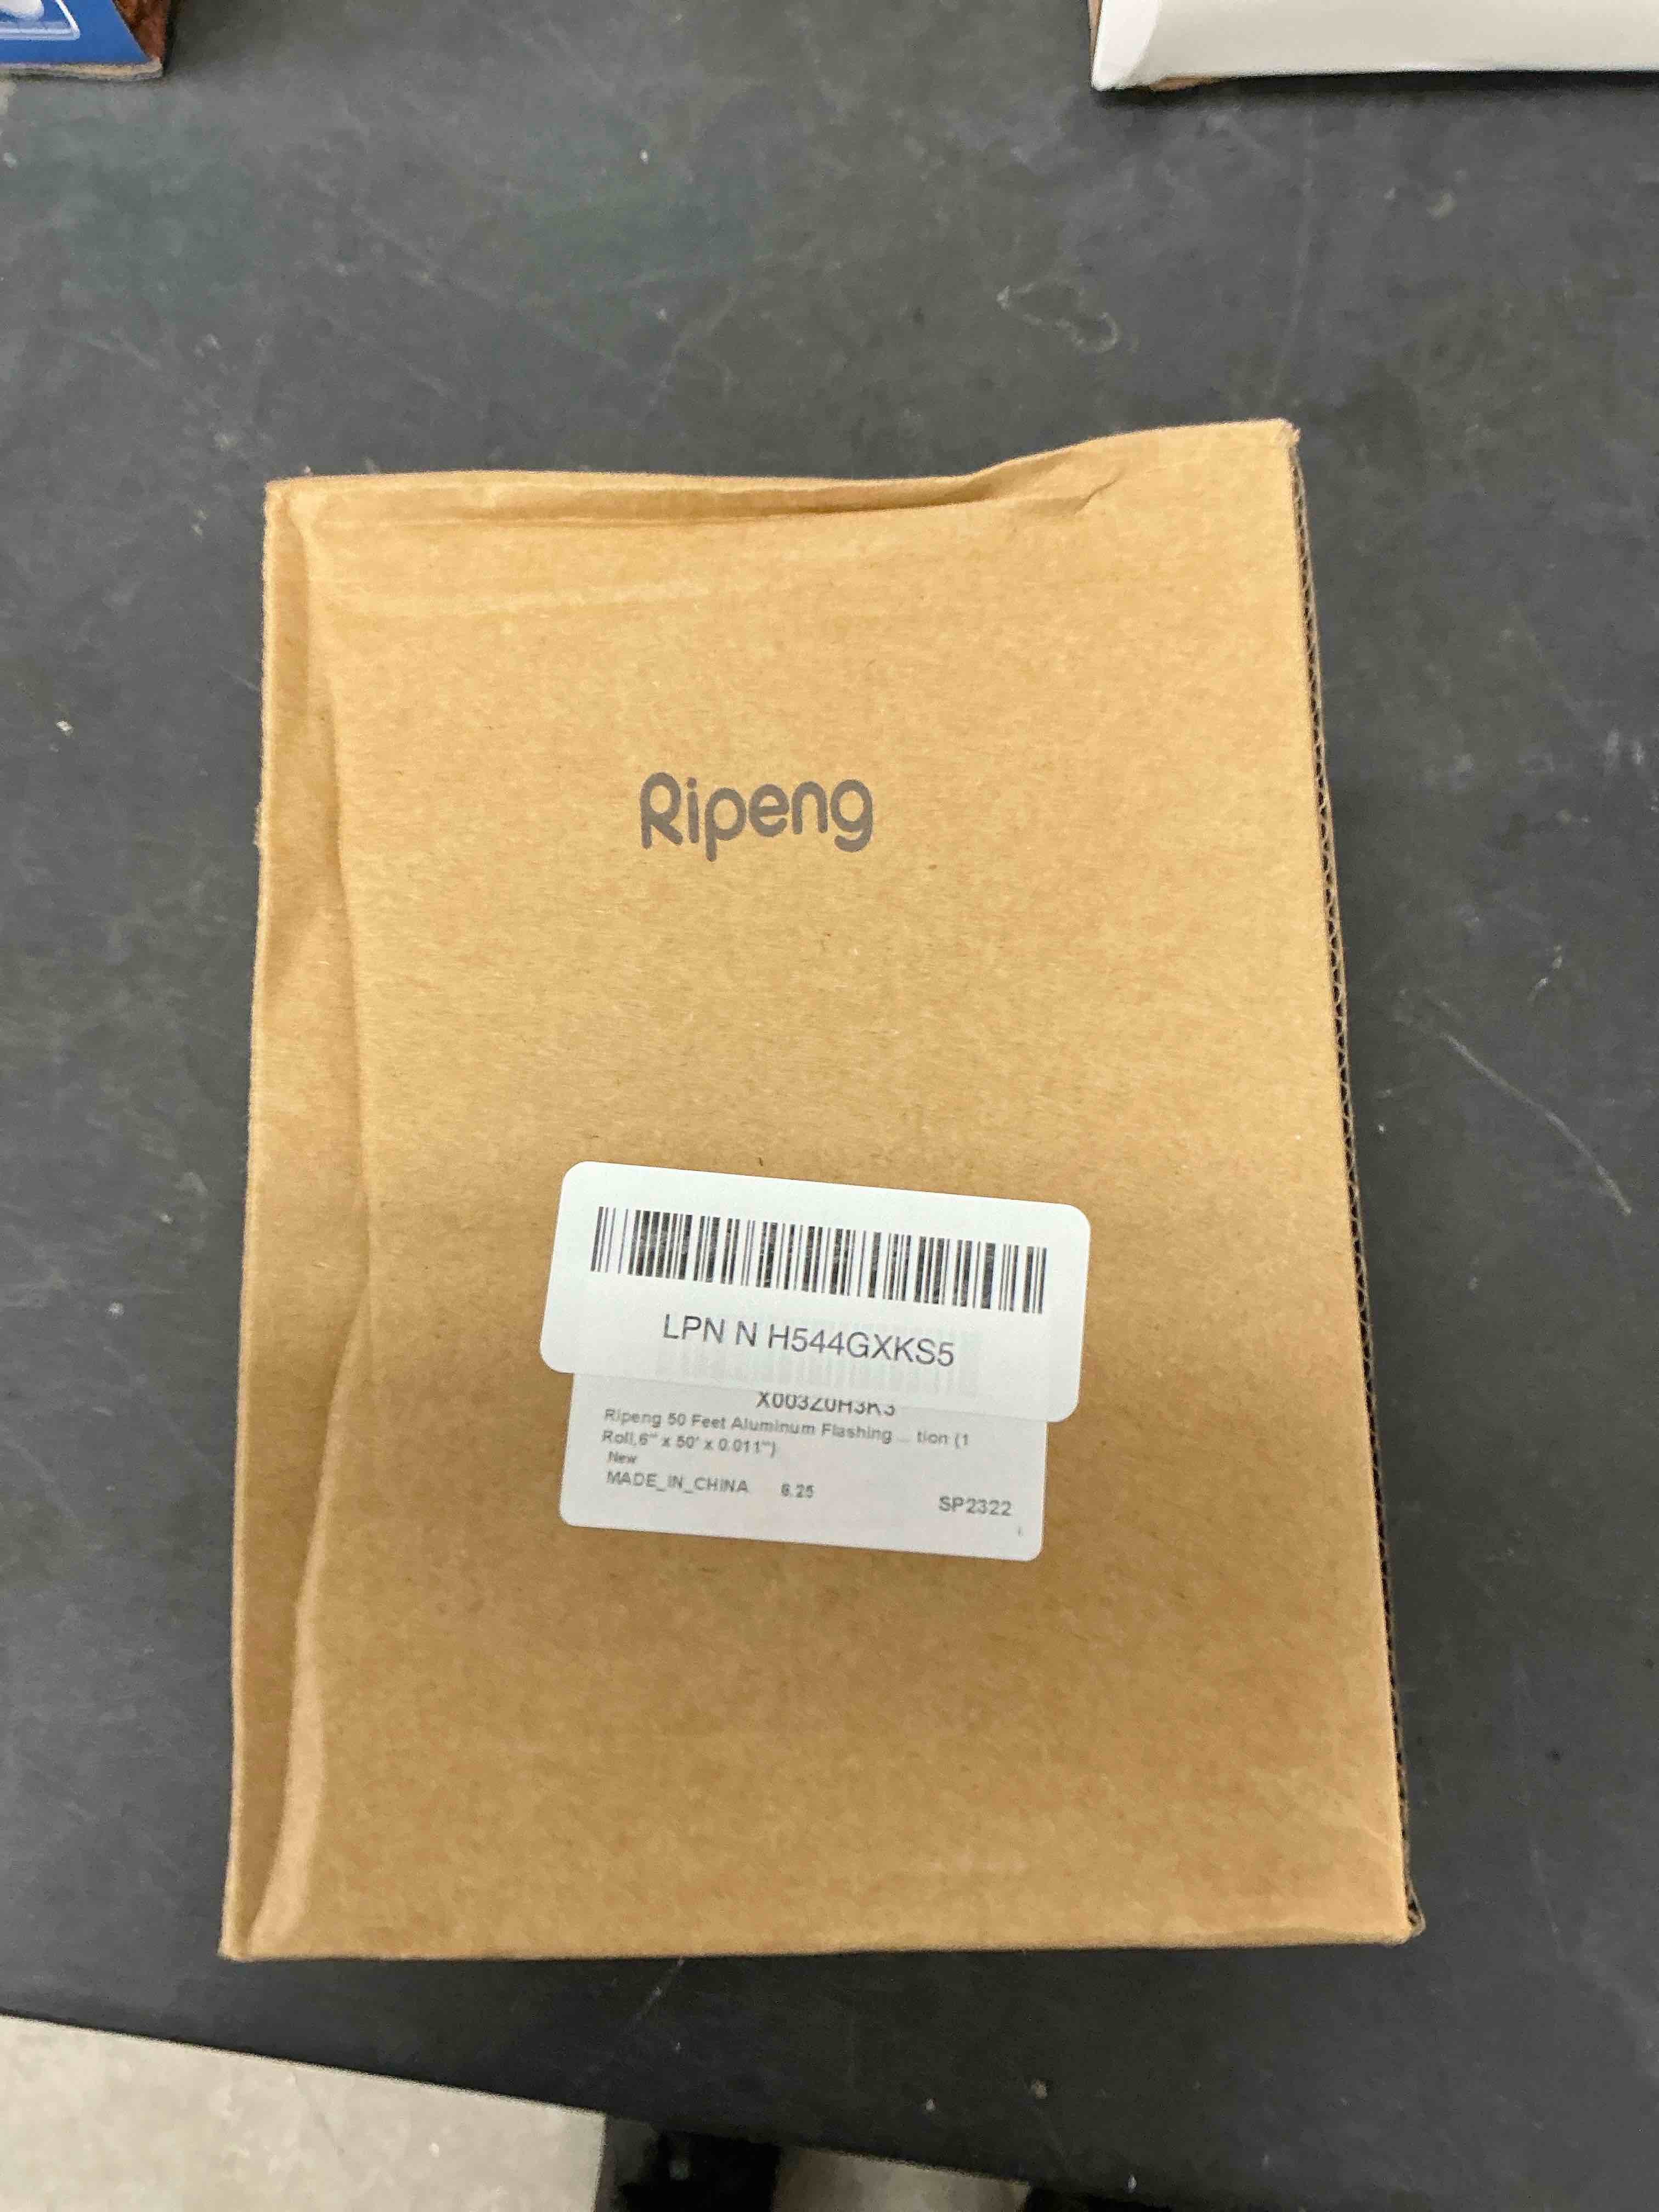 Ripeng
LPN N H544GXKS5
X003Z0H3K3
Ripeng 50 Feet Aluminum Flashing ... tion (1
Roll,6" x 50' x 0.011")
New
MADE_IN_CHINA 8.25
SP2322